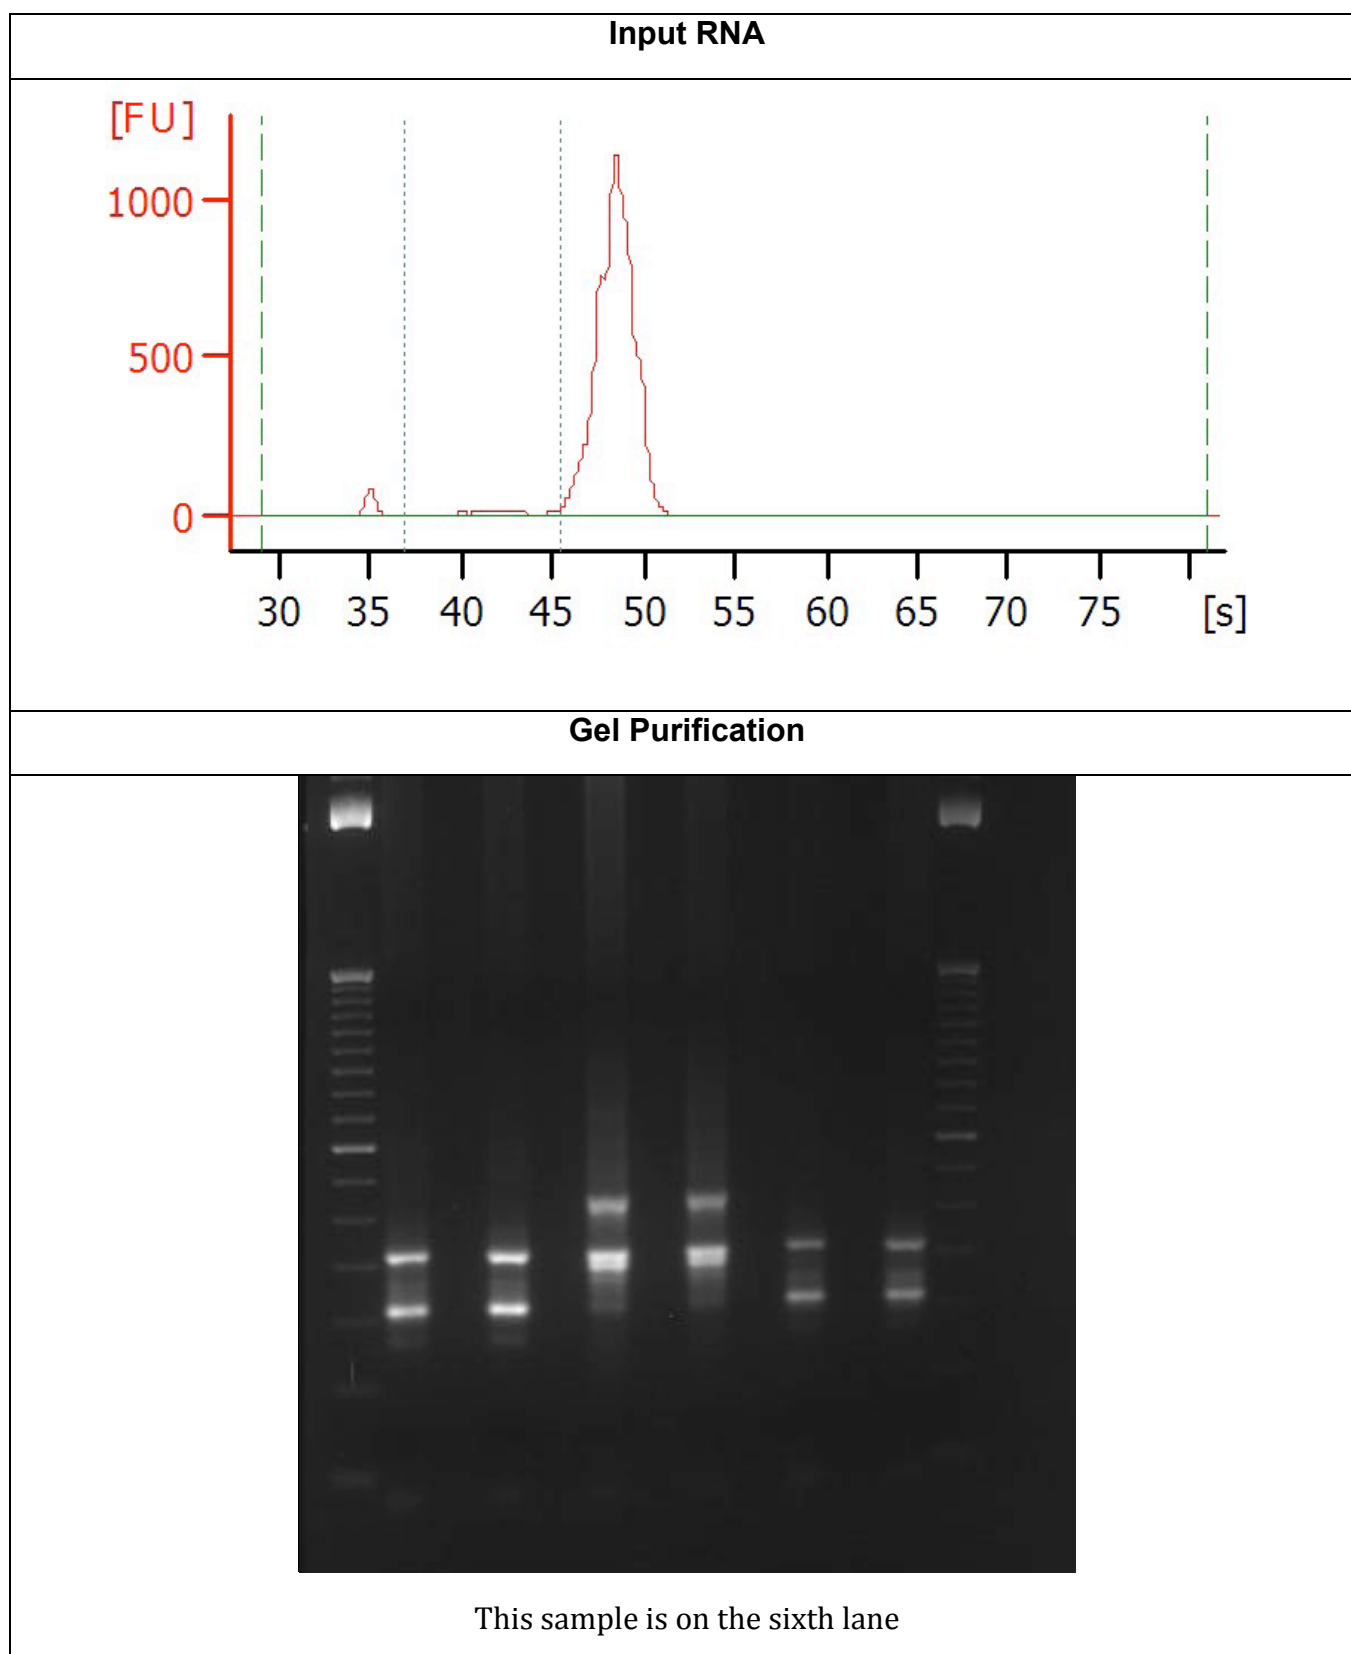 Input RNA
[FU]
1000
500
0
30 35 40 45 50 55 60 65 70 75 [s]
Gel Purification
This sample is on the sixth lane